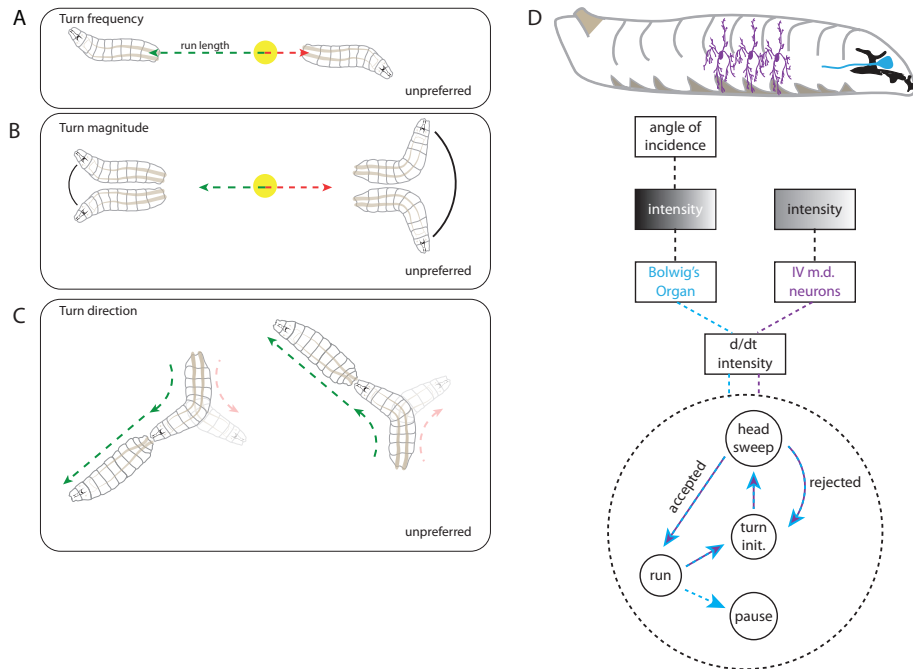 A
Turn frequency
run length
unpreferred
B
Turn magnitude
unpreferred
C
Turn direction
unpreferred
D
angle of
incidence
intensity
intensity
Bolwig's
Organ
IV m.d.
neurons
d/dt
intensity
head
sweep
accepted
rejected
turn
init.
run
pause